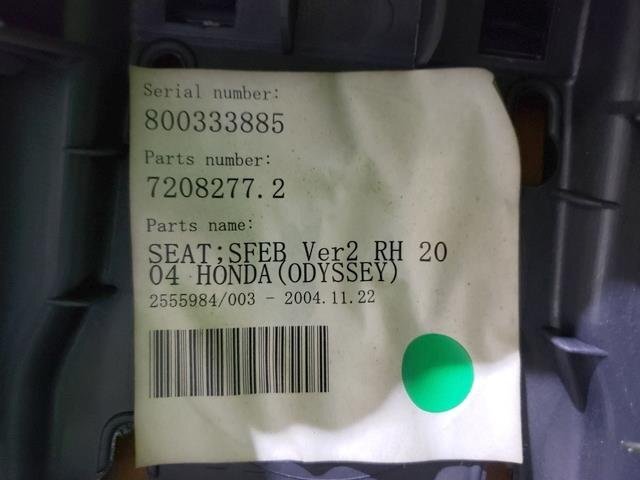 Serial number:
800333885
Parts number:
7208277.2
Parts name:
SEAT;SFEB Ver2 RH 20
04 HONDA(ODYSSEY)
2555984/003 - 2004.11.22